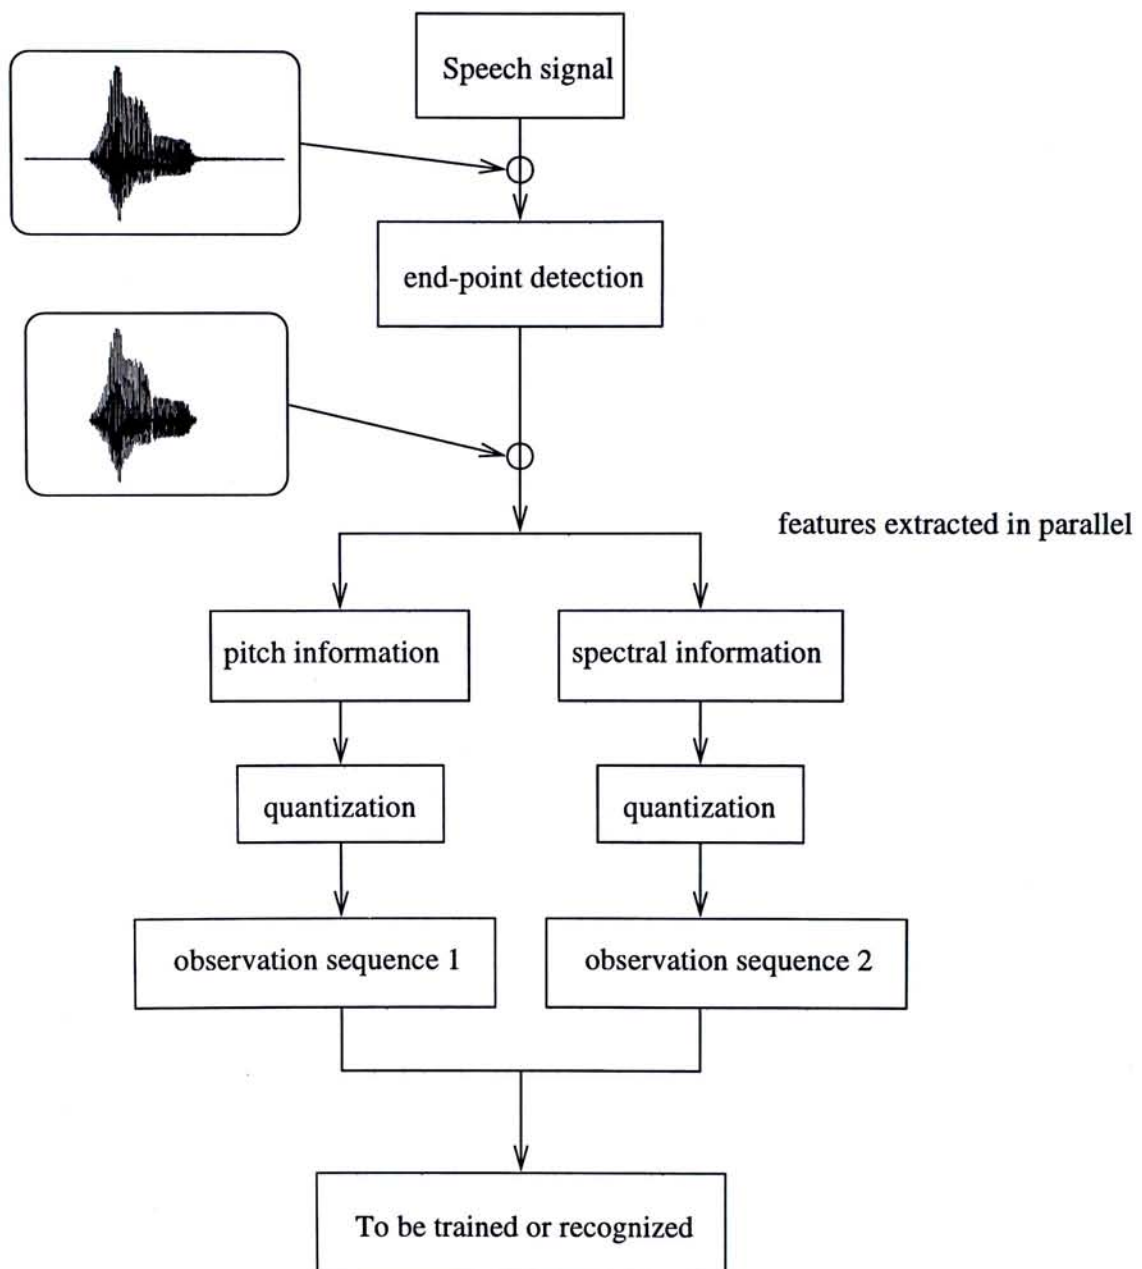 Speech signal
end-point detection
features extracted in parallel
pitch information
spectral information
quantization
quantization
observation sequence 1
observation sequence 2
To be trained or recognized